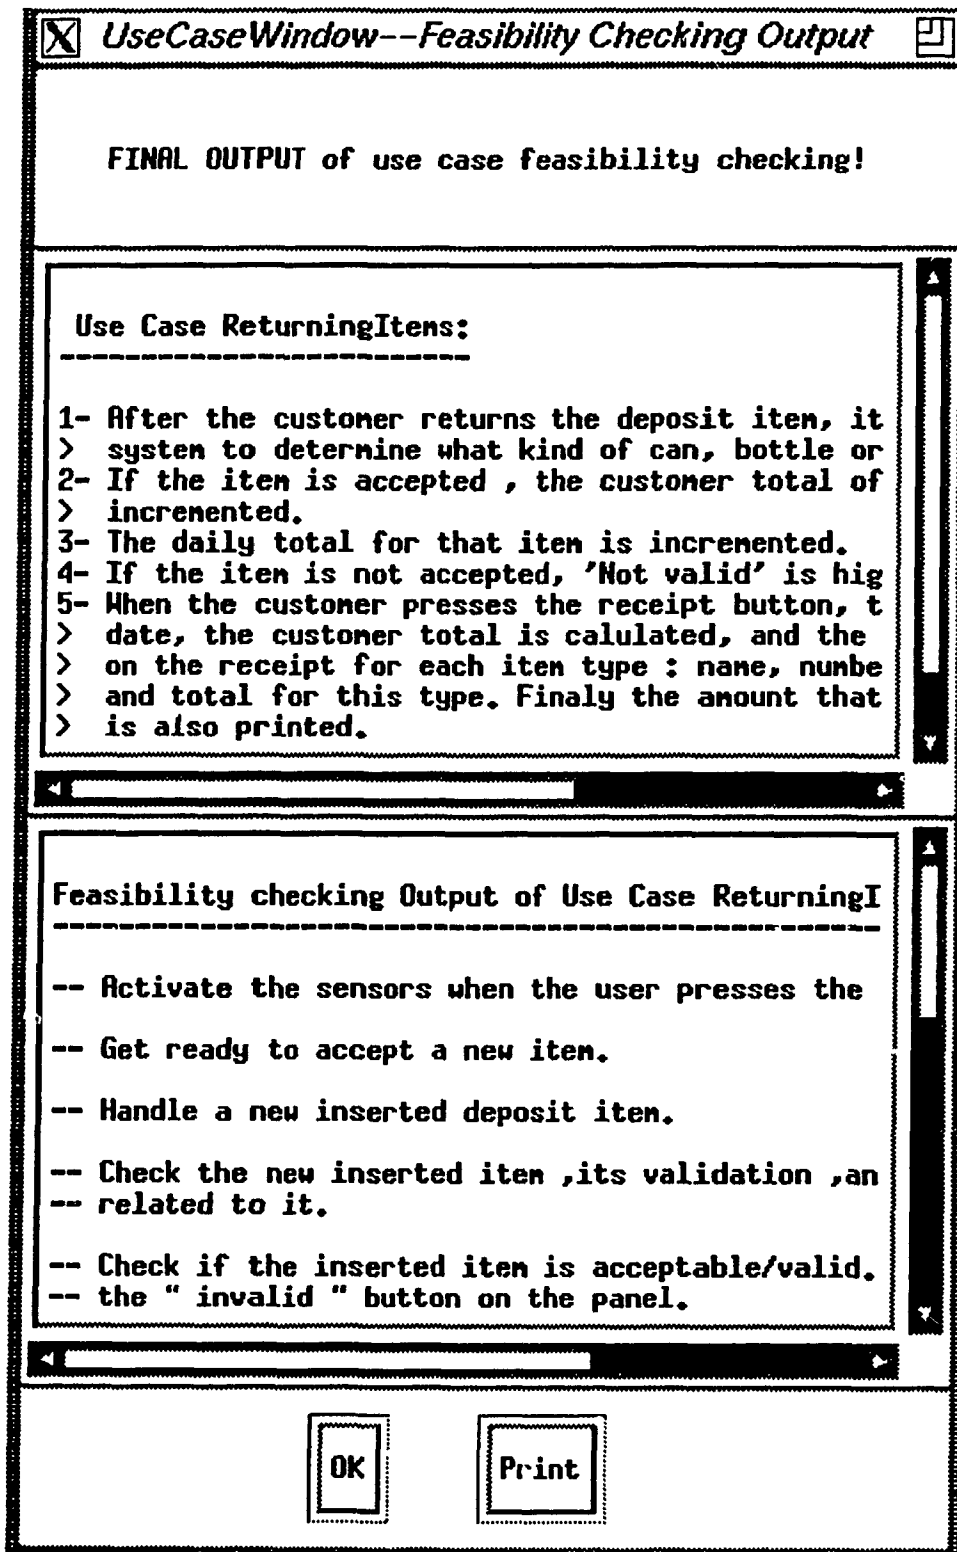 UseCaseWindow--Feasibility Checking Output
FINAL OUTPUT of use case feasibility checking!
Use Case ReturningItems:
--------------------------
1- After the customer returns the deposit item, it
> system to determine what kind of can, bottle or
2- If the item is accepted , the customer total of
> incremented.
3- The daily total for that item is incremented.
4- If the item is not accepted, 'Not valid' is hig
5- When the customer presses the receipt button, t
> date, the customer total is calulated, and the
> on the receipt for each item type : name, numbe
> and total for this type. Finaly the amount that
> is also printed.
Feasibility checking Output of Use Case ReturningI
---------------------------------------------------
-- Activate the sensors when the user presses the
-- Get ready to accept a new item.
-- Handle a new inserted deposit item.
-- Check the new inserted item ,its validation ,an
-- related to it.
-- Check if the inserted item is acceptable/valid.
-- the " invalid " button on the panel.
OK
Print